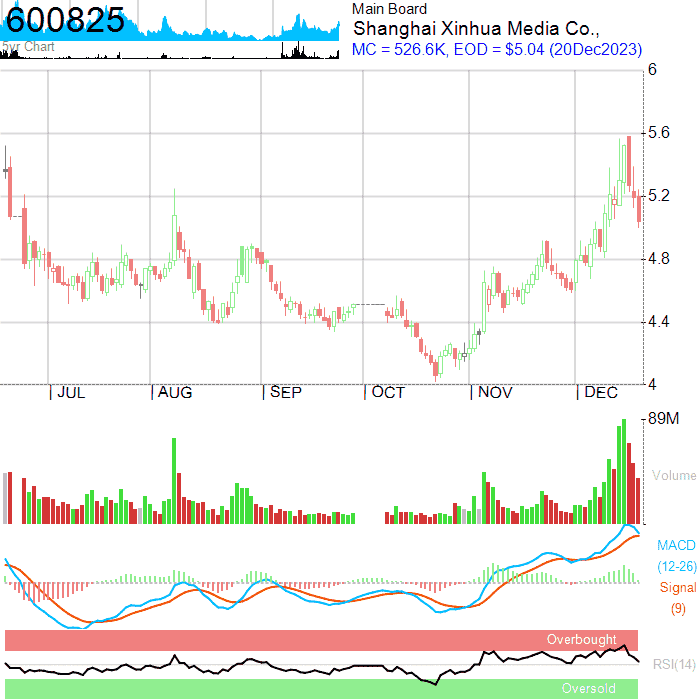 600825
5yr Chart
Main Board
Shanghai Xinhua Media Co.,
MC = 526.6K, EOD = $5.04 (20Dec2023)
6
5.6
5.2
4.8
4.4
4
JUL
AUG
SEP
OCT
NOV
DEC
89M
Volume
MACD
(12-26)
Signal
(9)
Overbought
RSI(14)
Oversold